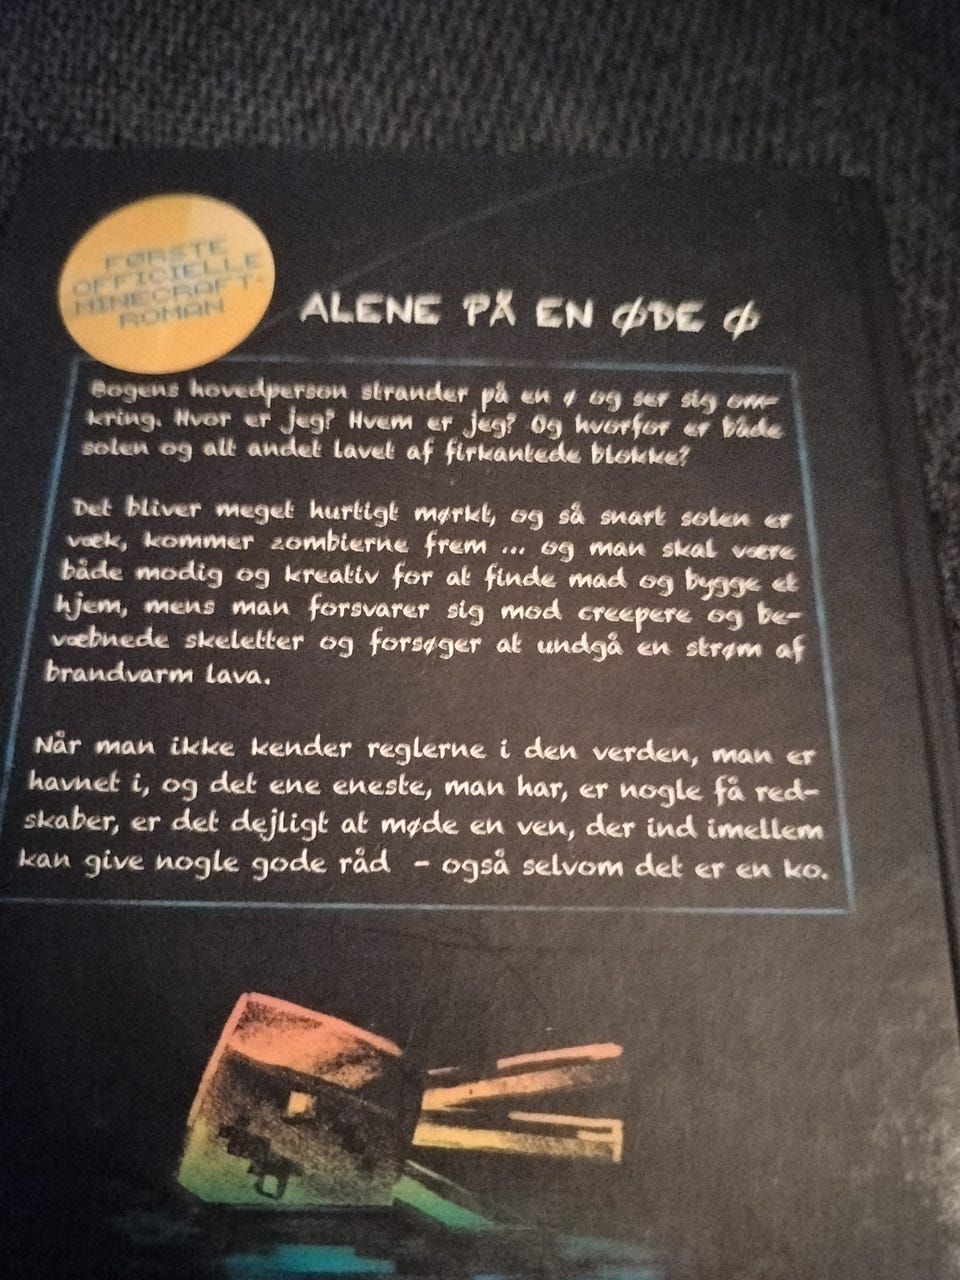 FØRSTE
OFFICIELLE
MINECRAFT-
ROMAN
ALENE PÅ EN ØDE Ø
Bogens hovedperson strander på en ø og ser sig om-
kring. Hvor er jeg? Hvem er jeg? Og hvorfor er både
solen og alt andet lavet af firkantede blokke?
Det bliver meget hurtigt mørkt, og så snart solen er
væk, kommer zombierne frem ... og man skal være
både modig og kreativ for at finde mad og bygge et
hjem, mens man forsvarer sig mod creepere og be-
væbnede skeletter og forsøger at undgå en strøm af
brandvarm lava.
Når man ikke kender reglerne i den verden, man er
havnet i, og det ene eneste, man har, er nogle få red-
skaber, er det dejligt at møde en ven, der ind imellem
kan give nogle gode råd - også selvom det er en ko.